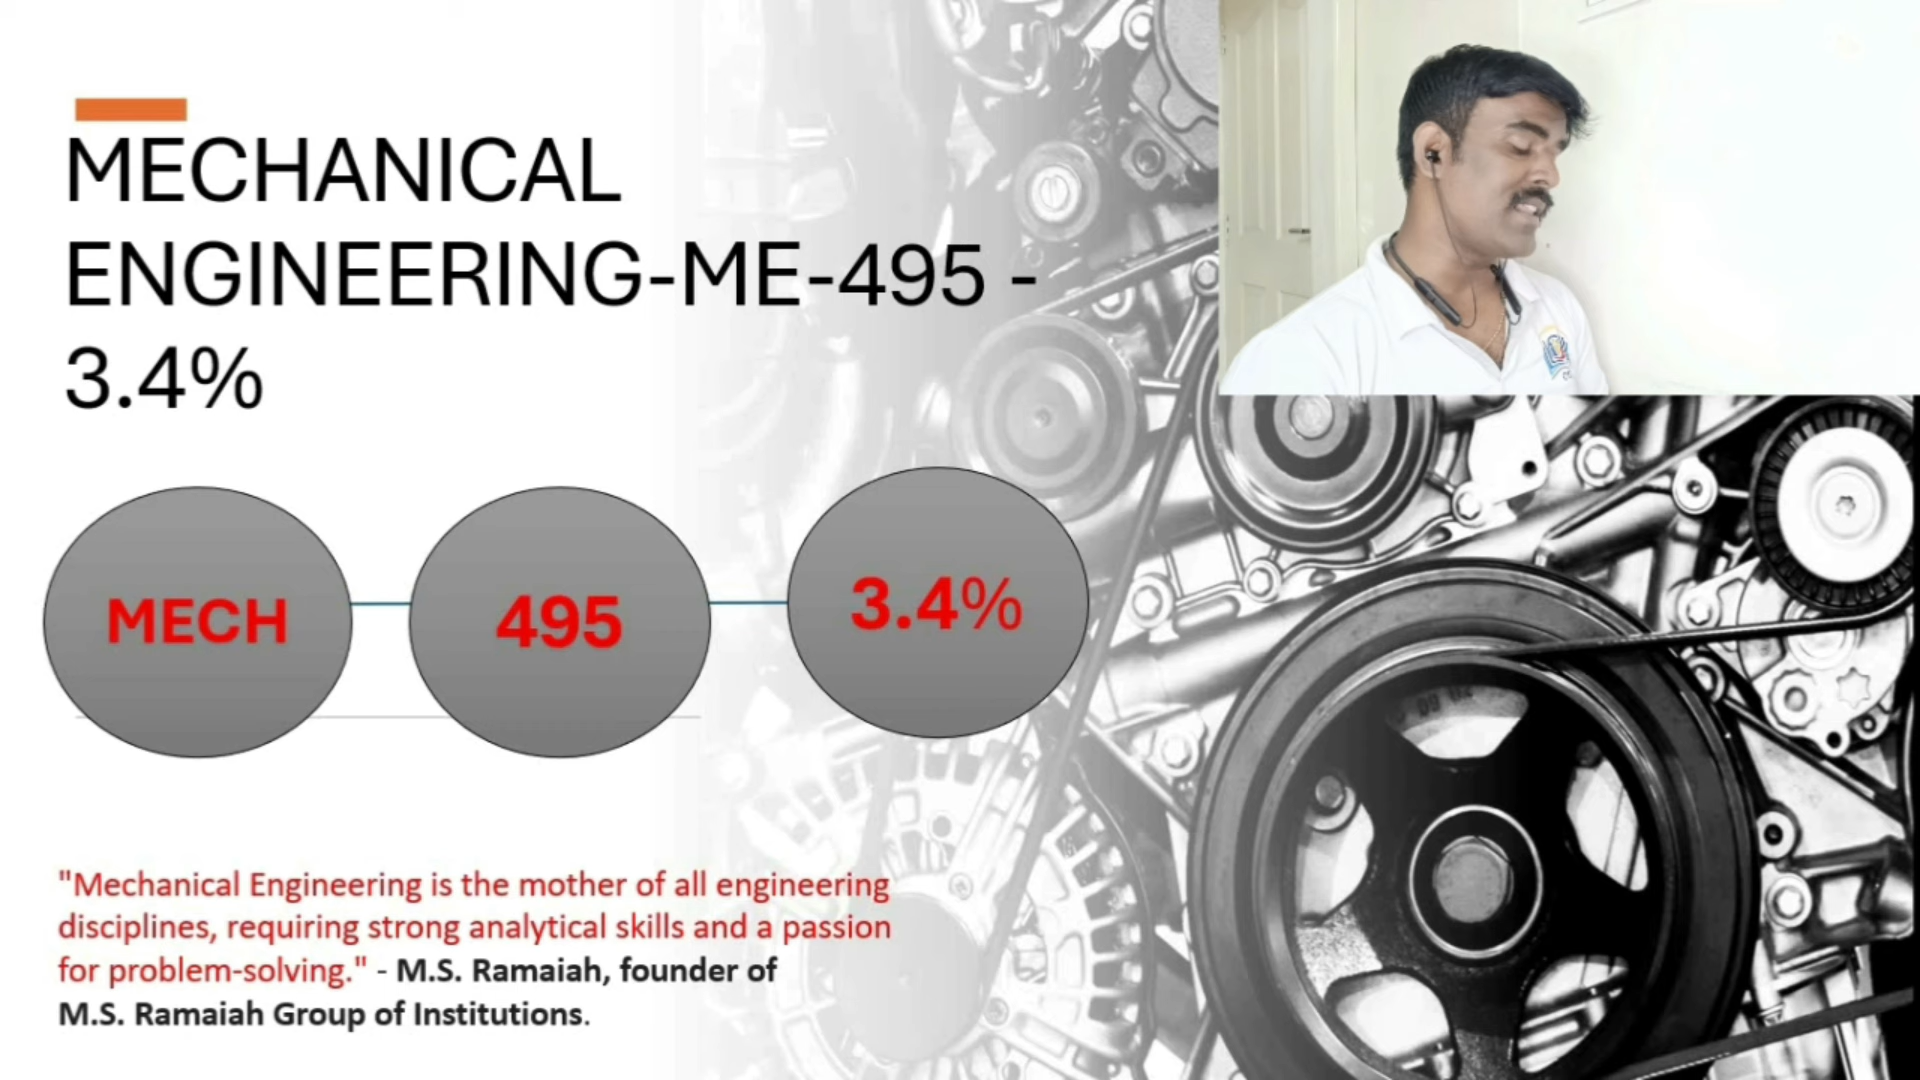 MECHANICAL
ENGINEERING-ME-495 -
3.4%
MECH
495
3.4%
"Mechanical Engineering is the mother of all engineering
disciplines, requiring strong analytical skills and a passion
for problem-solving." - M.S. Ramaiah, founder of
M.S. Ramaiah Group of Institutions.